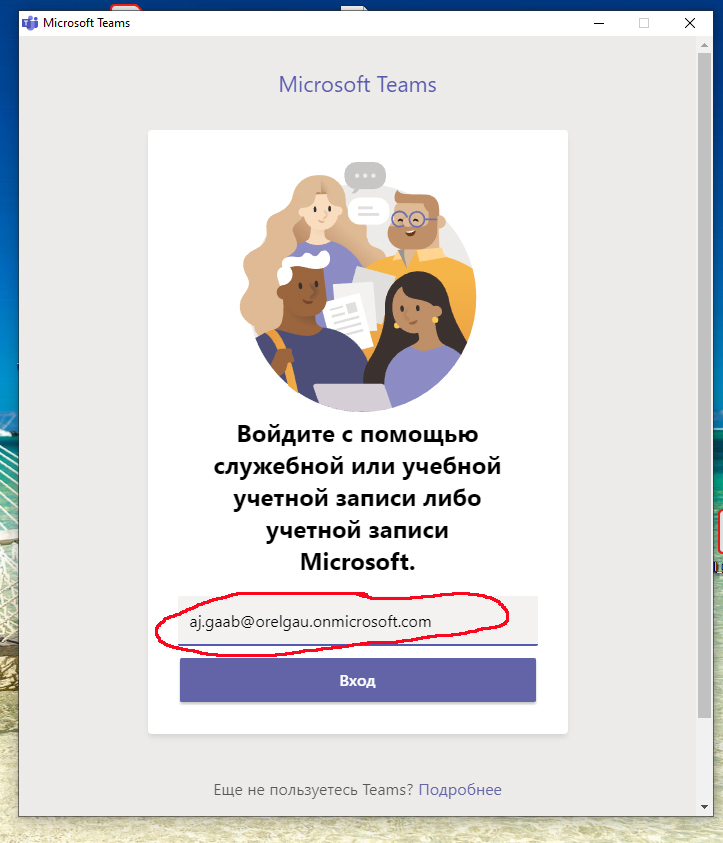 Microsoft Teams
Microsoft Teams
Войдите с помощью
служебной или учебной
учетной записи либо
учетной записи
Microsoft.
aj.gaab@orelgau.onmicrosoft.com
Вход
Еще не пользуетесь Teams? Подробнее